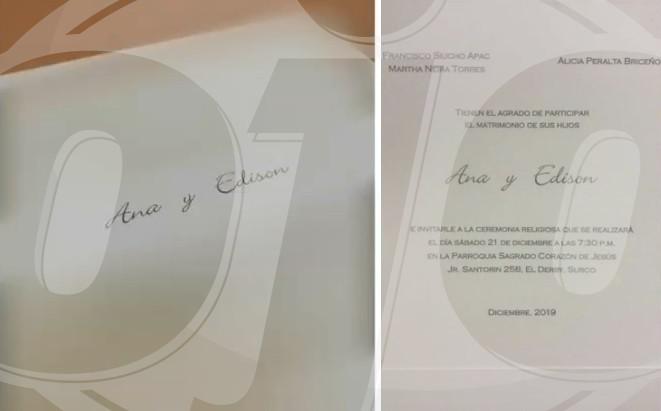 Ana y Edison
FRANCISCO SIUCHO APAC
MARTHA NEIRA TORRES
ALICIA PERALTA BRICEÑO
TIENEN EL AGRADO DE PARTICIPAR
EL MATRIMONIO DE SUS HIJOS
Ana y Edison
E INVITARLE A LA CEREMONIA RELIGIOSA QUE SE REALIZARÁ
EL DÍA SÁBADO 21 DE DICIEMBRE A LAS 7:30 P.M.
EN LA PARROQUIA SAGRADO CORAZÓN DE JESÚS
JR. SANTORIN 258, EL DERBY, SURCO
DICIEMBRE, 2019